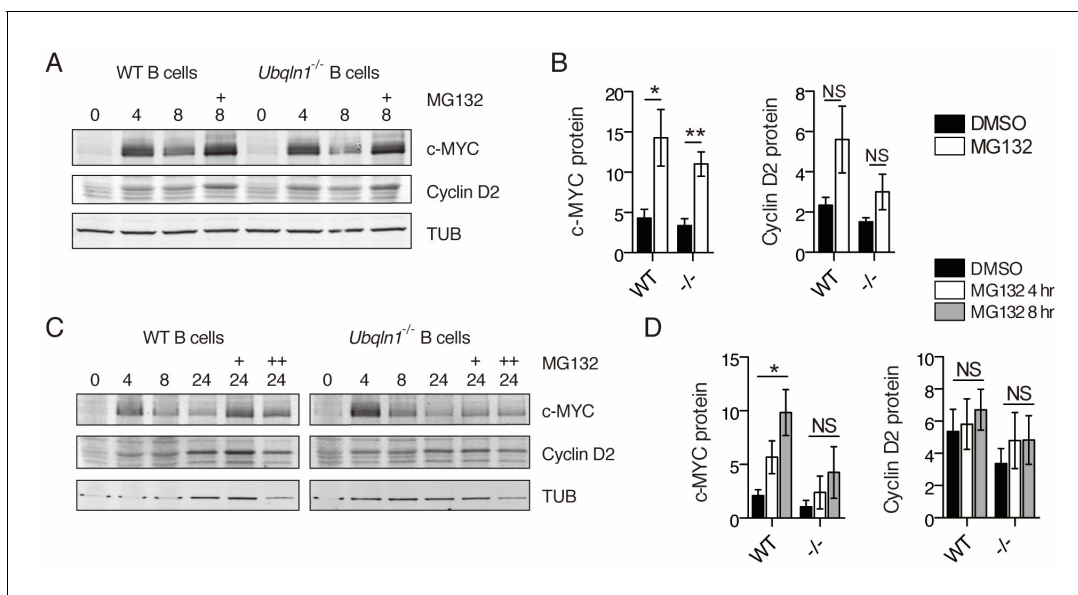 A
WT B cells
Ubqln1-/- B cells
+
+
MG132
0
4
8
8
0
4
8
8
c-MYC
Cyclin D2
TUB
B
c-MYC protein
20
15
10
5
0
*
**
WT
-/-
Cyclin D2 protein
8
6
4
2
0
NS
NS
WT
-/-
DMSO
MG132
C
WT B cells
Ubqln1-/- B cells
+
++
+
++
MG132
0
4
8
24
24
24
0
4
8
24
24
24
c-MYC
Cyclin D2
TUB
D
DMSO
MG132 4 hr
MG132 8 hr
c-MYC protein
15
10
5
0
*
NS
WT
-/-
Cyclin D2 protein
10
8
6
4
2
0
NS
NS
WT
-/-